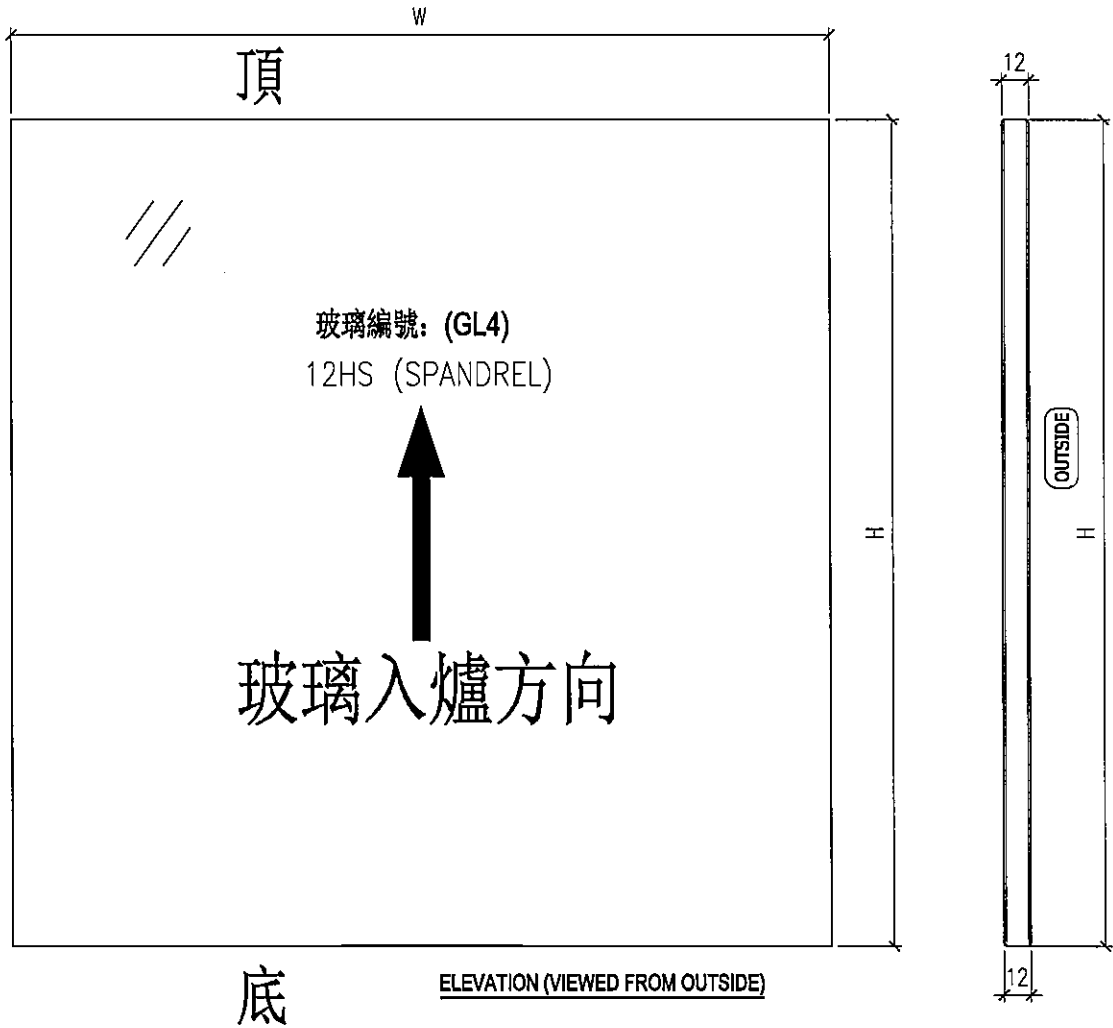 W
頂
12
玻璃編號：(GL4)
12HS (SPANDREL)
OUTSIDE
H
H
玻璃入爐方向
底
ELEVATION (VIEWED FROM OUTSIDE)
12